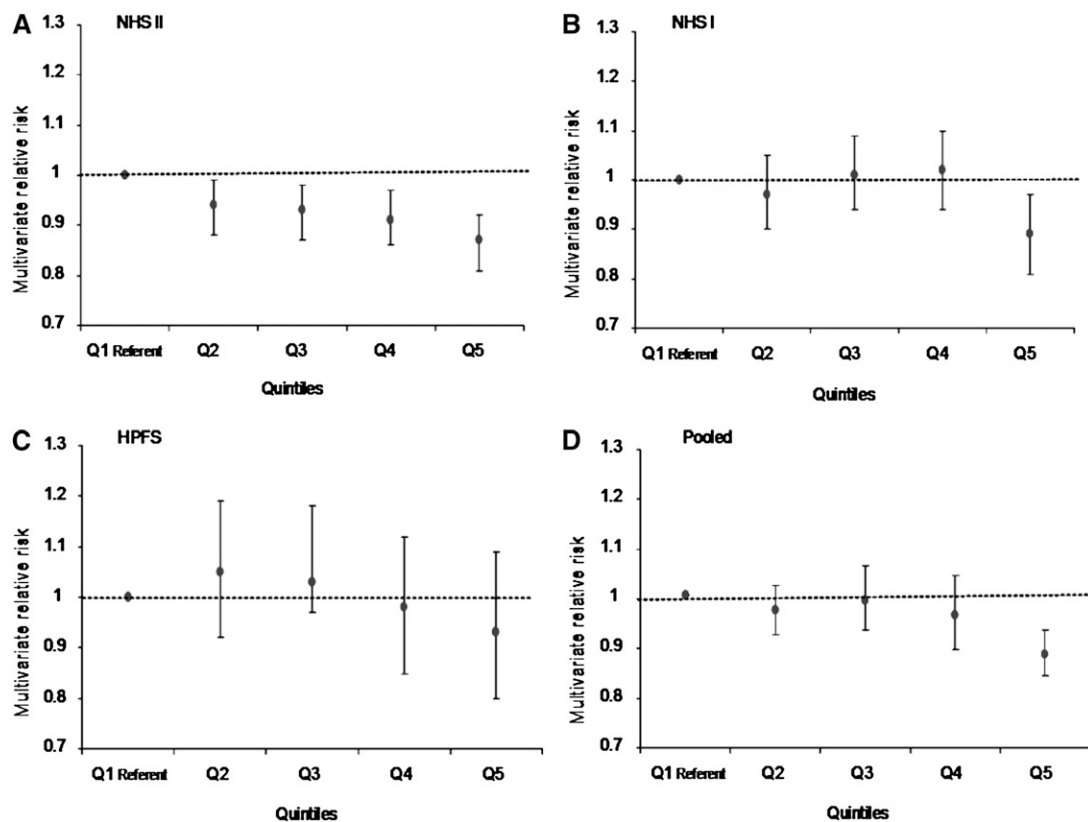 A NHS II
1.3
1.2
1.1
1
0.9
0.8
0.7
Multivariate relative risk
Q1 Referent Q2 Q3 Q4 Q5
Quintiles
B NHS I
1.3
1.2
1.1
1
0.9
0.8
0.7
Multivariate relative risk
Q1 Referent Q2 Q3 Q4 Q5
Quintiles
C HPFS
1.3
1.2
1.1
1
0.9
0.8
0.7
Multivariate relative risk
Q1 Referent Q2 Q3 Q4 Q5
Quintiles
D Pooled
1.3
1.2
1.1
1
0.9
0.8
0.7
Multivariate relative risk
Q1 Referent Q2 Q3 Q4 Q5
Quintiles